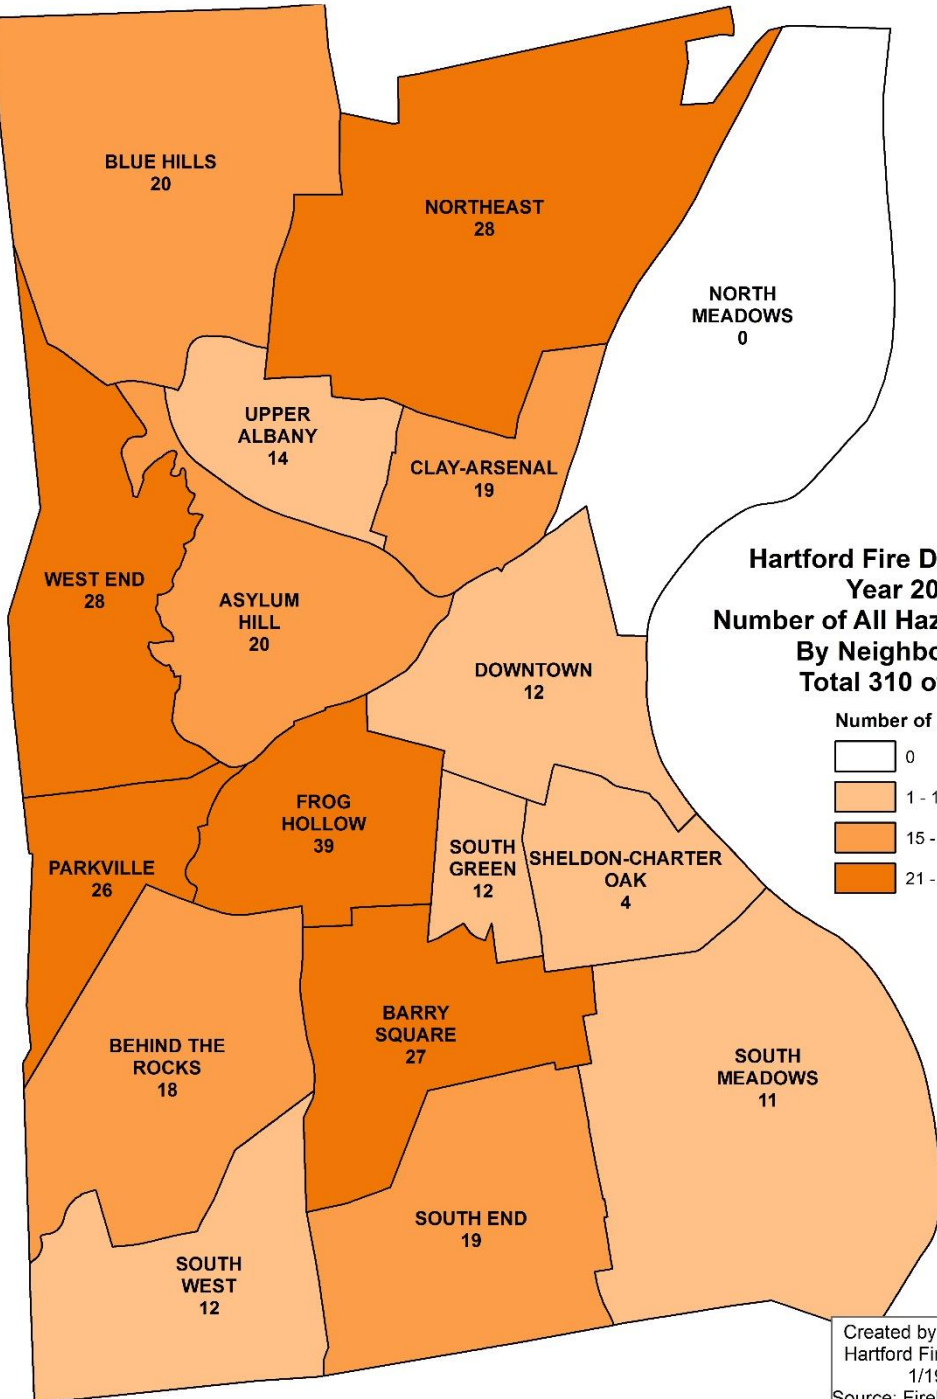 BLUE HILLS
20
NORTHEAST
28
NORTH
MEADOWS
0
UPPER
ALBANY
14
CLAY-ARSENAL
19
WEST END
28
ASYLUM
HILL
20
DOWNTOWN
12
Hartford Fire D
Year 20
Number of All Haz
By Neighbo
Total 310 o
Number of
0
1 - 1
15 -
21 -
FROG
HOLLOW
39
SOUTH
GREEN
12
SHELDON-CHARTER
OAK
4
PARKVILLE
26
BARRY
SQUARE
27
BEHIND THE
ROCKS
18
SOUTH
MEADOWS
11
SOUTH END
19
SOUTH
WEST
12
Created by
Hartford Fir
1/19
Source: Fire